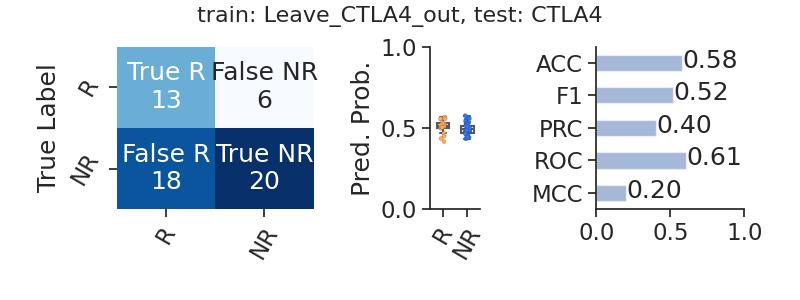 train: Leave_CTLA4_out, test: CTLA4
True Label
R
NR
True R
13
False NR
6
False R
18
True NR
20
R
NR
Pred. Prob.
1.0
0.5
0.0
R
NR
ACC
0.58
F1
0.52
PRC
0.40
ROC
0.61
MCC
0.20
0.0
0.5
1.0